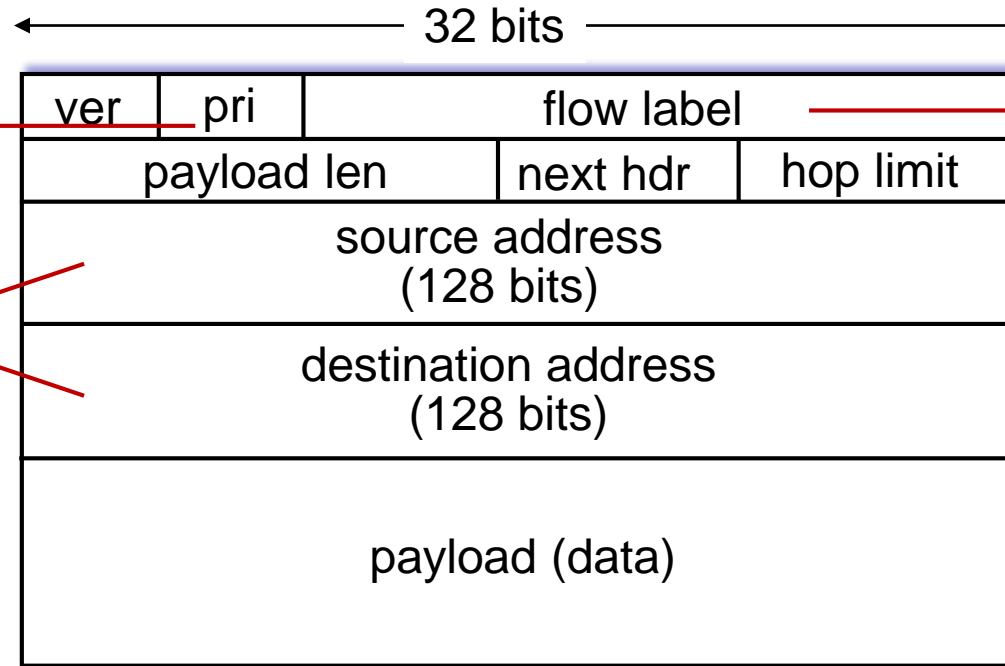 32 bits
ver pri flow label
payload len next hdr hop limit
source address
(128 bits)
destination address
(128 bits)
payload (data)